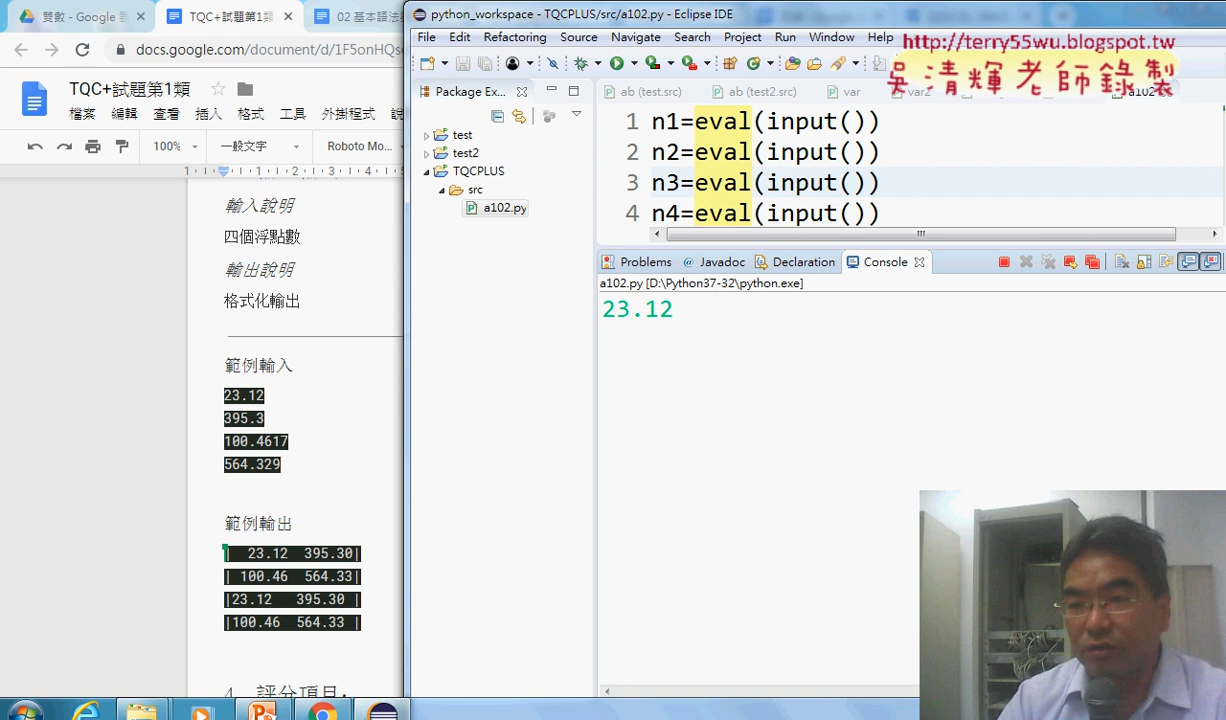 雙數 - Google 雲
TQC+試題第1類
02 基本語法
docs.google.com/document/d/1F5onHQs
TQC+試題第1類
檔案 編輯 查看 插入 格式 工具 外掛程式 說
100% 一般文字 Roboto Mo...
1 1 2 3 4 5
輸入說明
四個浮點數
輸出說明
格式化輸出
範例輸入
23.12
395.3
100.4617
564.329
範例輸出
|  23.12  395.30|
| 100.46  564.33|
|23.12   395.30 |
|100.46  564.33 |
4. 評分項目:
python_workspace - TQCPLUS/src/a102.py - Eclipse IDE
File Edit Refactoring Source Navigate Search Project Run Window Help
http://terry55wu.blogspot.tw
吳清輝老師錄製
Package Ex...
test
test2
TQCPLUS
src
a102.py
ab (test.src) ab (test2.src) var var2
1 n1=eval(input())
2 n2=eval(input())
3 n3=eval(input())
4 n4=eval(input())
Problems @ Javadoc Declaration Console
a102.py [D:\Python37-32\python.exe]
23.12